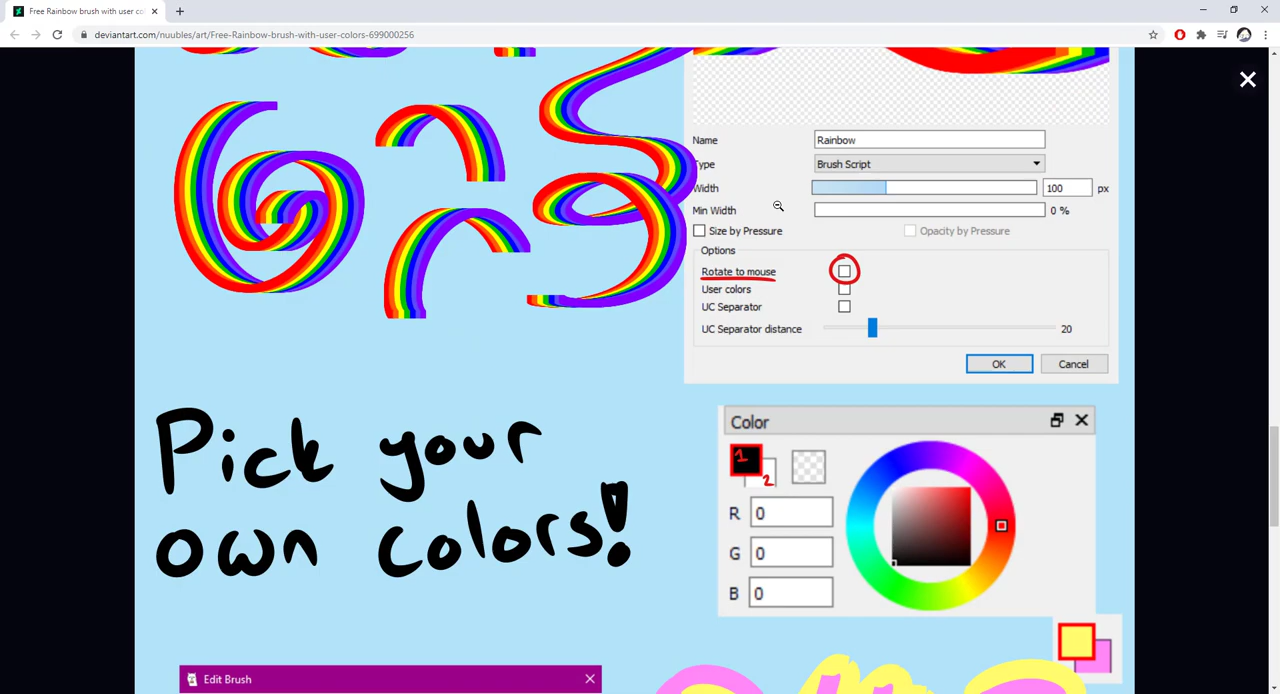 Free Rainbow brush with user col
deviantart.com/nuubles/art/Free-Rainbow-brush-with-user-colors-699000256
Name Rainbow
Type Brush Script
Width 100 px
Min Width 0 %
Size by Pressure Opacity by Pressure
Options
Rotate to mouse
User colors
UC Separator
UC Separator distance 20
OK Cancel
Pick your
own colors!
Color
1
2
R 0
G 0
B 0
Edit Brush